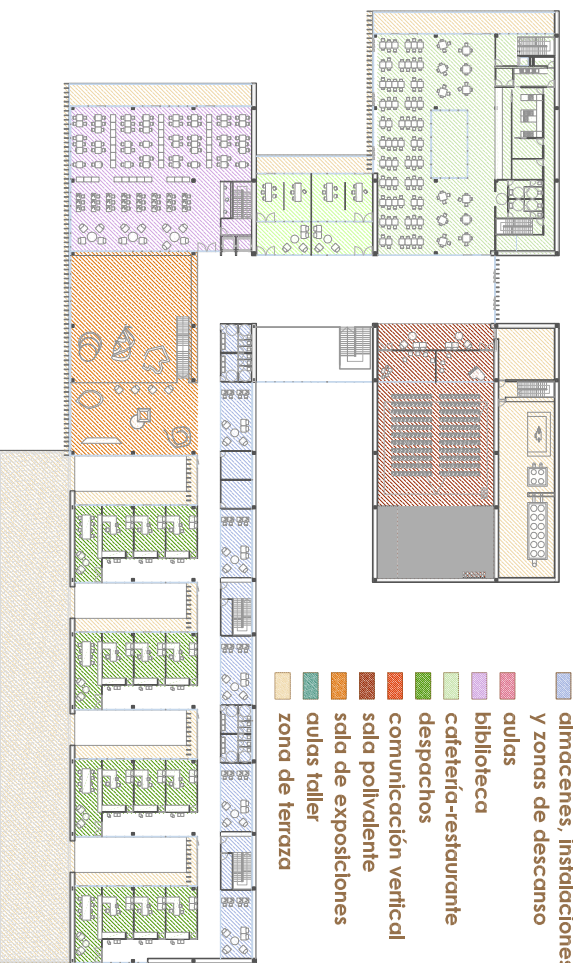 almacenes, instalaciones
y zonas de descanso
aulas
biblioteca
cafetería-restaurante
despachos
comunicación vertical
sala polivalente
sala de exposiciones
aulas taller
zona de terraza